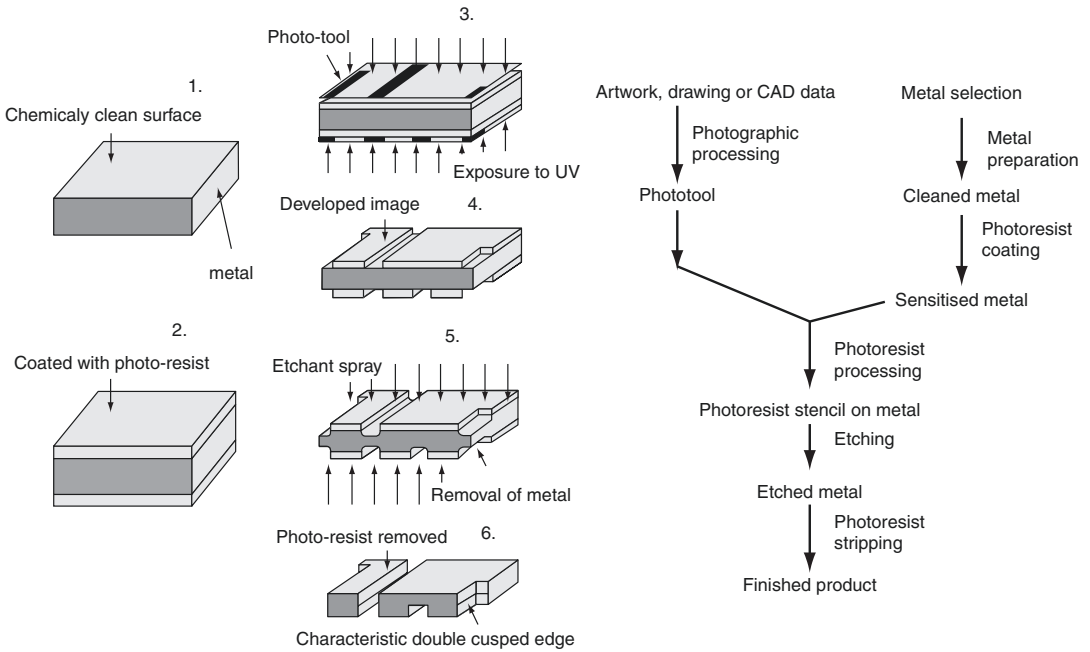 1.
Chemicaly clean surface
metal
2.
Coated with photo-resist
3.
Photo-tool
Exposure to UV
4.
Developed image
5.
Etchant spray
Removal of metal
6.
Photo-resist removed
Characteristic double cusped edge
Artwork, drawing or CAD data
Photographic
processing
Phototool
Metal selection
Metal
preparation
Cleaned metal
Photoresist
coating
Sensitised metal
Photoresist
processing
Photoresist stencil on metal
Etching
Etched metal
Photoresist
stripping
Finished product